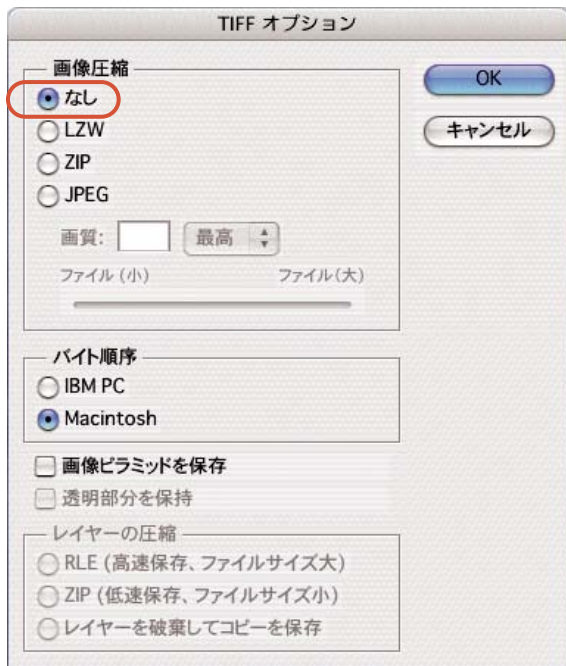 TIFF オプション
画像圧縮
なし
LZW
ZIP
JPEG
画質:
最高
ファイル (小)
ファイル(大)
OK
キャンセル
バイト順序
IBM PC
Macintosh
画像ピラミッドを保存
透明部分を保持
レイヤーの圧縮
RLE (高速保存、ファイルサイズ大)
ZIP (低速保存、ファイルサイズ小)
レイヤーを破棄してコピーを保存